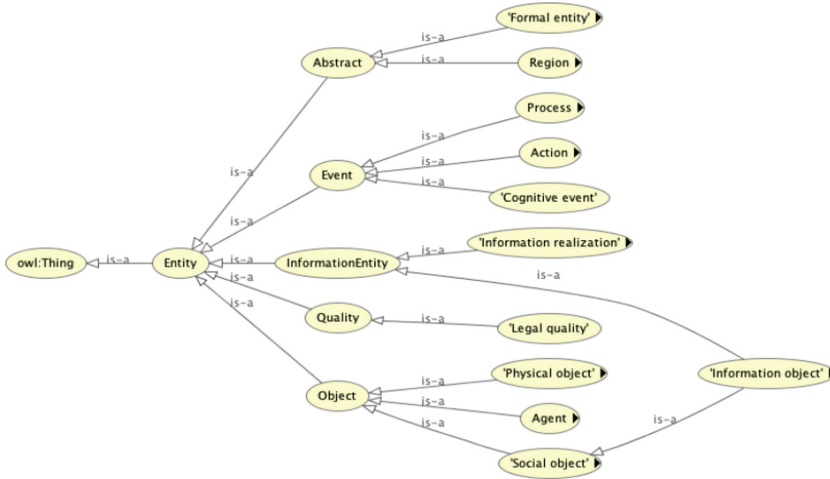 'Formal entity'
is-a
Abstract
is-a
Region
Process
is-a
is-a
Action
is-a
Event
is-a
'Cognitive event'
is-a
'Information realization'
is-a
owl:Thing
is-a
Entity
is-a
InformationEntity
is-a
is-a
Quality
is-a
'Legal quality'
is-a
'Physical object'
is-a
'Information object'
Object
is-a
Agent
is-a
is-a
'Social object'